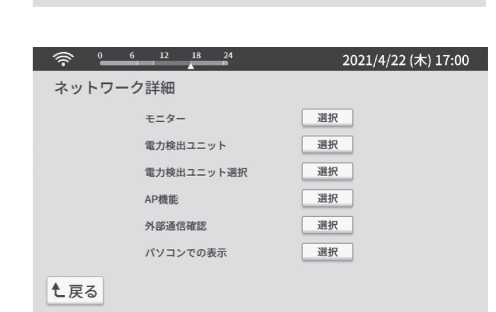 0 6 12 18 24 2021/4/22 (木) 17:00
ネットワーク詳細
モニター 選択
電力検出ユニット 選択
電力検出ユニット選択 選択
AP機能 選択
外部通信確認 選択
パソコンでの表示 選択
戻る